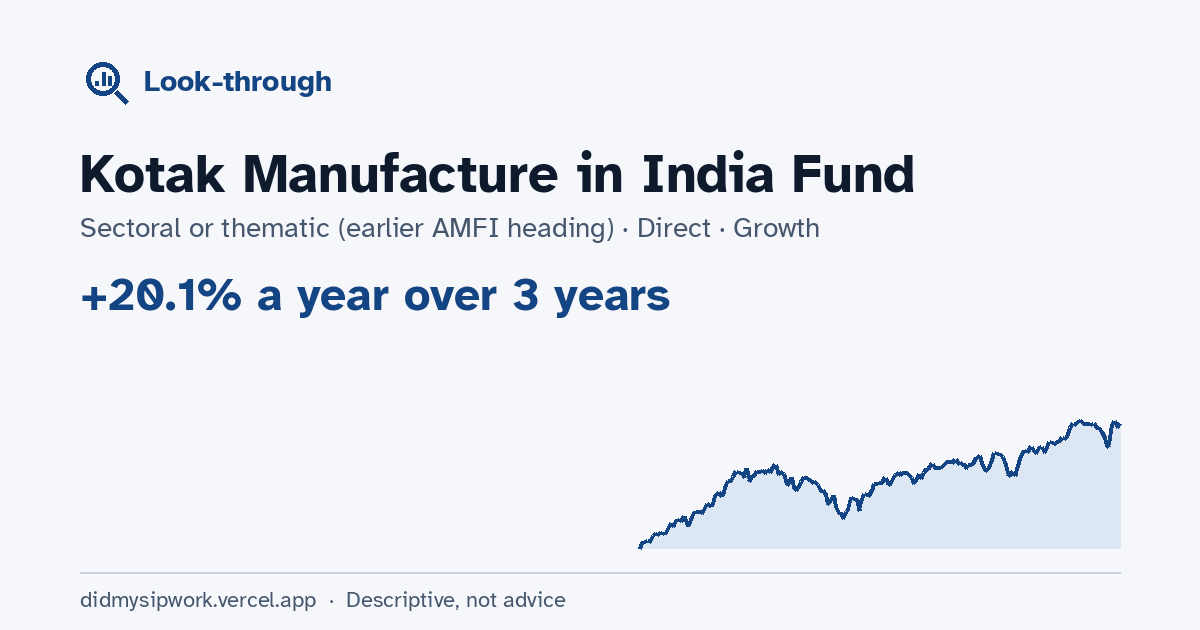 Look-through
Kotak Manufacture in India Fund
Sectoral or thematic (earlier AMFI heading) · Direct · Growth
+20.1% a year over 3 years
didmysipwork.vercel.app · Descriptive, not advice